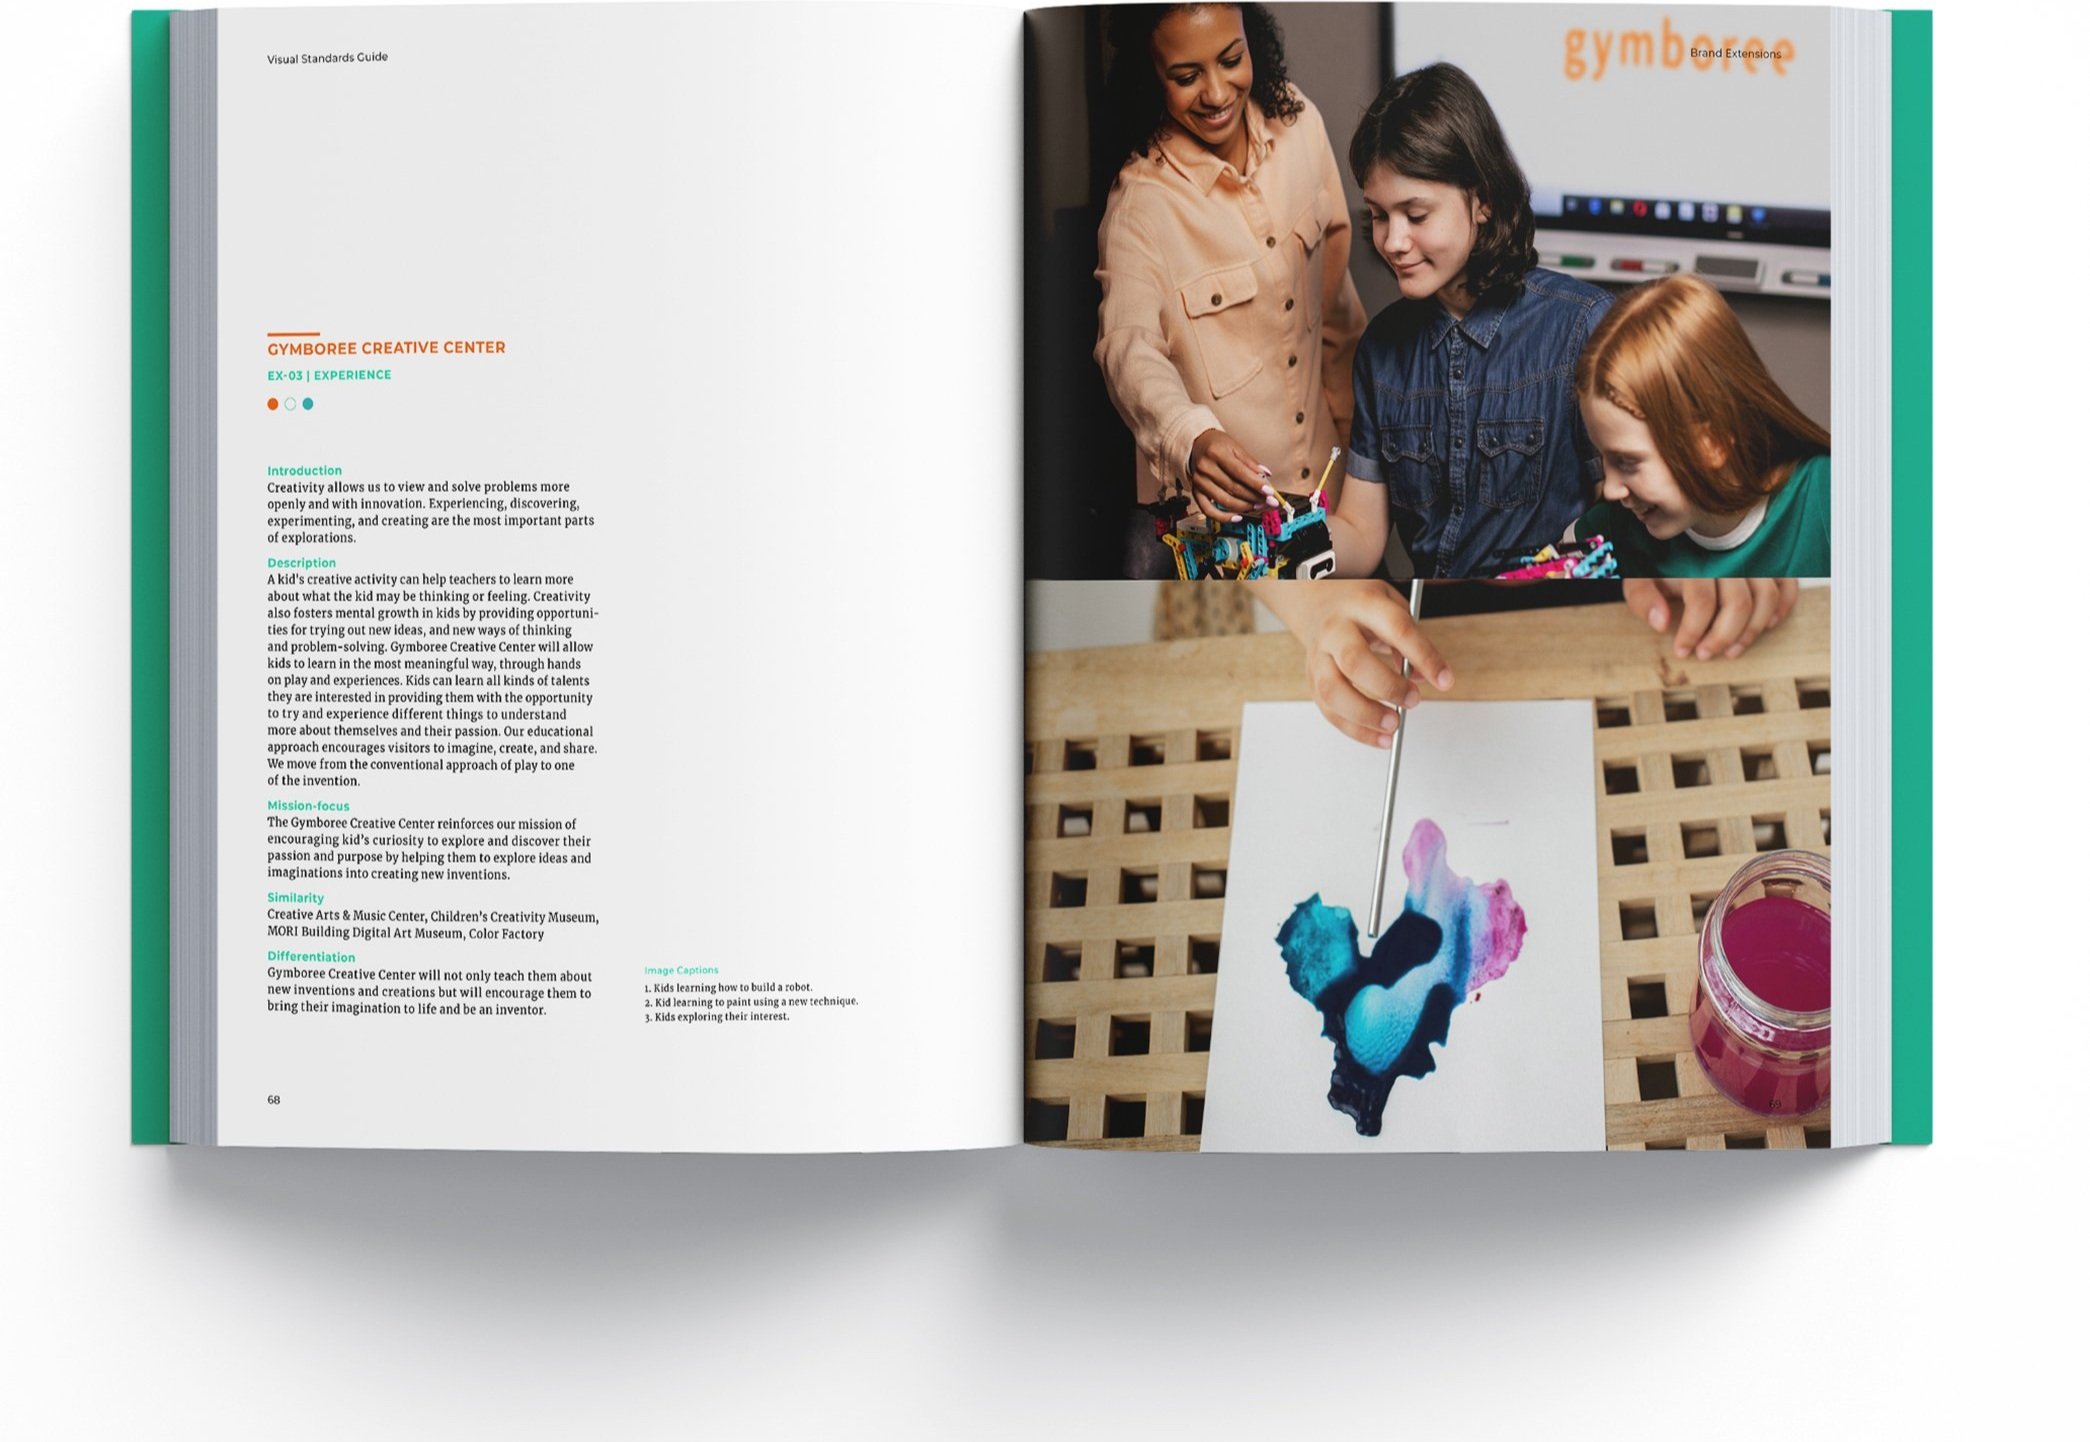 Visual Standards Guide
GYMBOREE CREATIVE CENTER
EX-03 | EXPERIENCE
Introduction
Creativity allows us to view and solve problems more
openly and with innovation. Experiencing, discovering,
experimenting, and creating are the most important parts
of explorations.
Description
A kid's creative activity can help teachers to learn more
about what the kid may be thinking or feeling. Creativity
also fosters mental growth in kids by providing opportuni-
ties for trying out new ideas, and new ways of thinking
and problem-solving. Gymboree Creative Center will allow
kids to learn in the most meaningful way, through hands
on play and experiences. Kids can learn all kinds of talents
they are interested in providing them with the opportunity
to try and experience different things to understand
more about themselves and their passion. Our educational
approach encourages visitors to imagine, create, and share.
We move from the conventional approach of play to one
of the invention.
Mission-focus
The Gymboree Creative Center reinforces our mission of
encouraging kid's curiosity to explore and discover their
passion and purpose by helping them to explore ideas and
imaginations into creating new inventions.
Similarity
Creative Arts & Music Center, Children's Creativity Museum,
MORI Building Digital Art Museum, Color Factory
Differentiation
Gymboree Creative Center will not only teach them about
new inventions and creations but will encourage them to
bring their imagination to life and be an inventor.
Image Captions
1. Kids learning how to build a robot.
2. Kid learning to paint using a new technique.
3. Kids exploring their interest.
68
gymboree
Brand Extensions
69